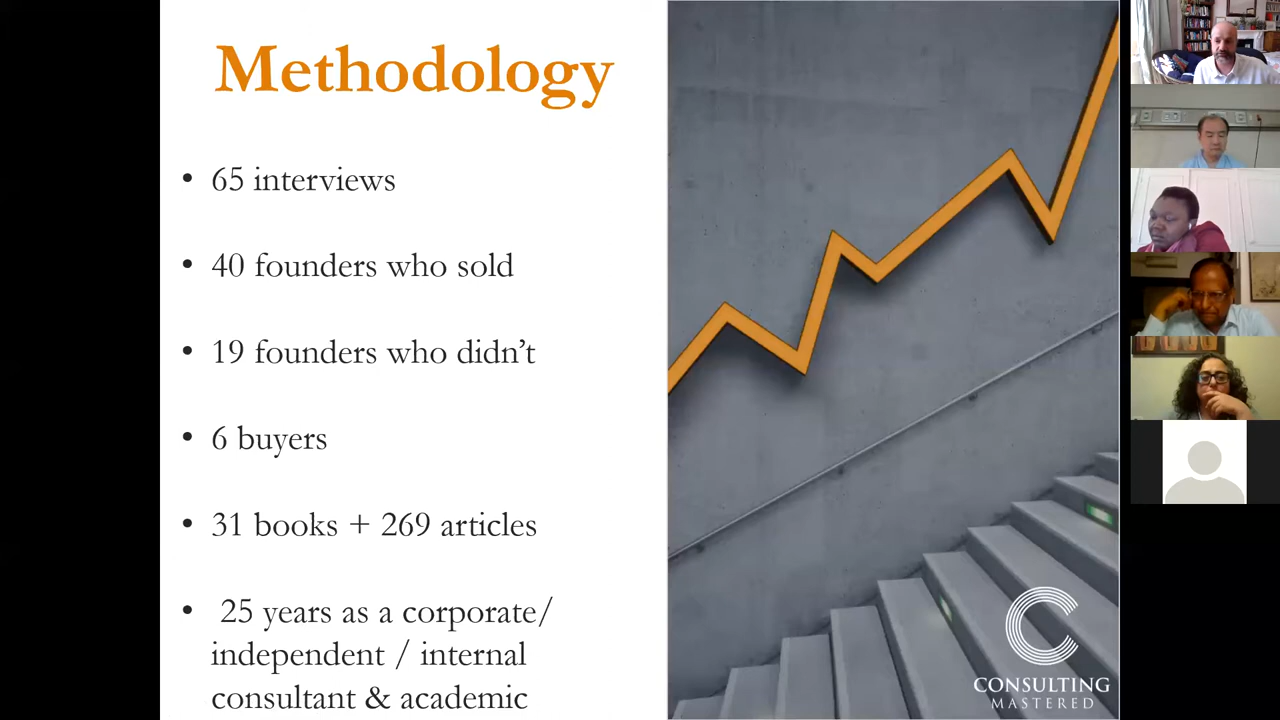 Methodology
• 65 interviews
• 40 founders who sold
• 19 founders who didn’t
• 6 buyers
• 31 books + 269 articles
• 25 years as a corporate/
independent / internal
consultant & academic
CONSULTING
MASTERED